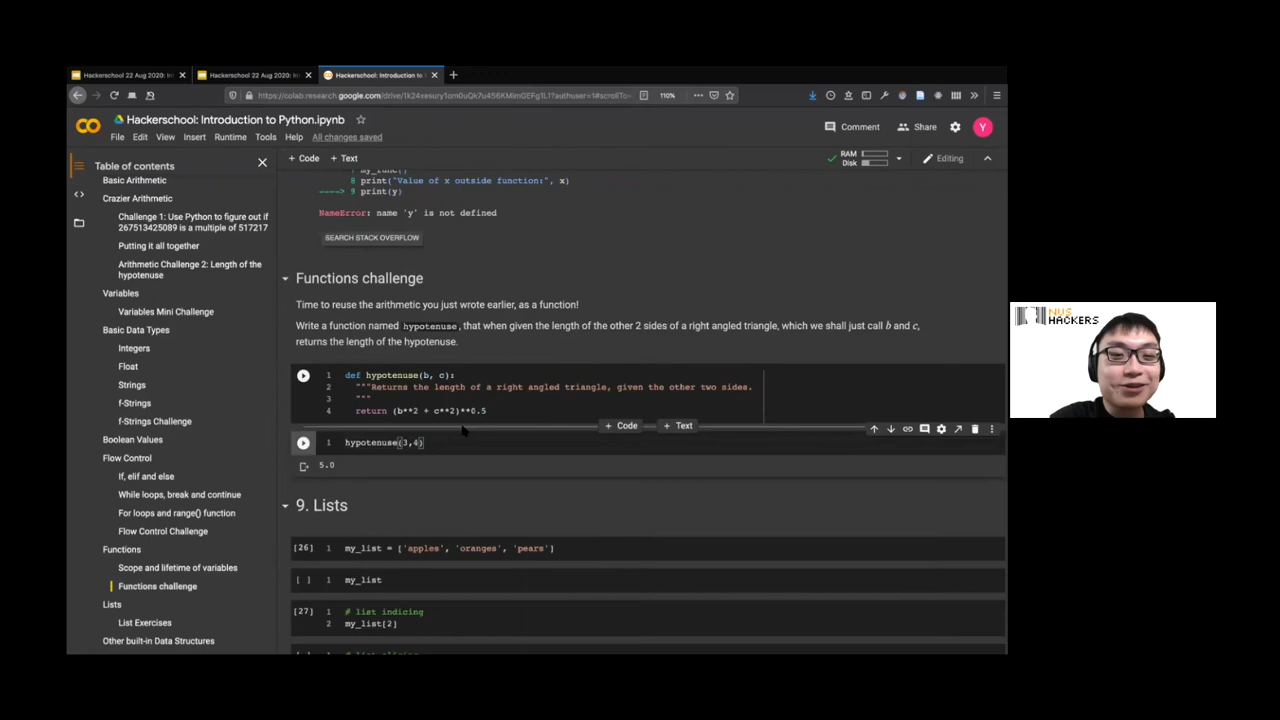 Hackerschool 22 Aug 2020: Int
Hackerschool 22 Aug 2020: Int
Hackerschool: Introduction to
110%
Hackerschool: Introduction to Python.ipynb
File Edit View Insert Runtime Tools Help All changes saved
Comment
Share
Y
Table of contents
+ Code + Text
RAM
Disk
Editing
Basic Arithmetic
Crazier Arithmetic
Challenge 1: Use Python to figure out if
267513425089 is a multiple of 517217
Putting it all together
Arithmetic Challenge 2: Length of the
hypotenuse
Variables
Variables Mini Challenge
Basic Data Types
Integers
Float
Strings
f-Strings
f-Strings Challenge
Boolean Values
Flow Control
If, elif and else
While loops, break and continue
For loops and range() function
Flow Control Challenge
Functions
Scope and lifetime of variables
Functions challenge
Lists
List Exercises
Other built-in Data Structures
7 my_func()
8 print("Value of x outside function:", x)
----> 9 print(y)
NameError: name 'y' is not defined
SEARCH STACK OVERFLOW
Functions challenge
Time to reuse the arithmetic you just wrote earlier, as a function!
Write a function named hypotenuse, that when given the length of the other 2 sides of a right angled triangle, which we shall just call b and c,
returns the length of the hypotenuse.
1 def hypotenuse(b, c):
2 """Returns the length of a right angled triangle, given the other two sides.
3 """
4 return (b**2 + c**2)**0.5
+ Code + Text
1 hypotenuse(3,4)
5.0
9. Lists
[26] 1 my_list = ['apples', 'oranges', 'pears']
[ ] 1 my_list
[27] 1 # list indicing
2 my_list[2]
NUS
HACKERS